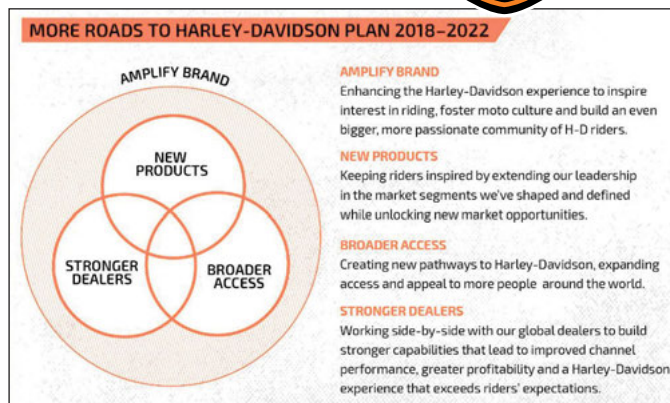 MORE ROADS TO HARLEY-DAVIDSON PLAN 2018–2022
AMPLIFY BRAND
NEW
PRODUCTS
STRONGER
DEALERS
BROADER
ACCESS
AMPLIFY BRAND
Enhancing the Harley-Davidson experience to inspire
interest in riding, foster moto culture and build an even
bigger, more passionate community of H-D riders.
NEW PRODUCTS
Keeping riders inspired by extending our leadership
in the market segments we've shaped and defined
while unlocking new market opportunities.
BROADER ACCESS
Creating new pathways to Harley-Davidson, expanding
access and appeal to more people around the world.
STRONGER DEALERS
Working side-by-side with our global dealers to build
stronger capabilities that lead to improved channel
performance, greater profitability and a Harley-Davidson
experience that exceeds riders' expectations.